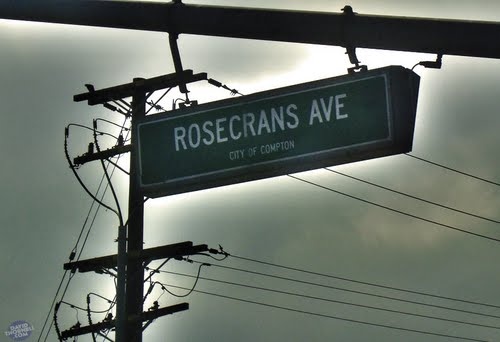 ROSECRANS AVE
CITY OF COMPTON